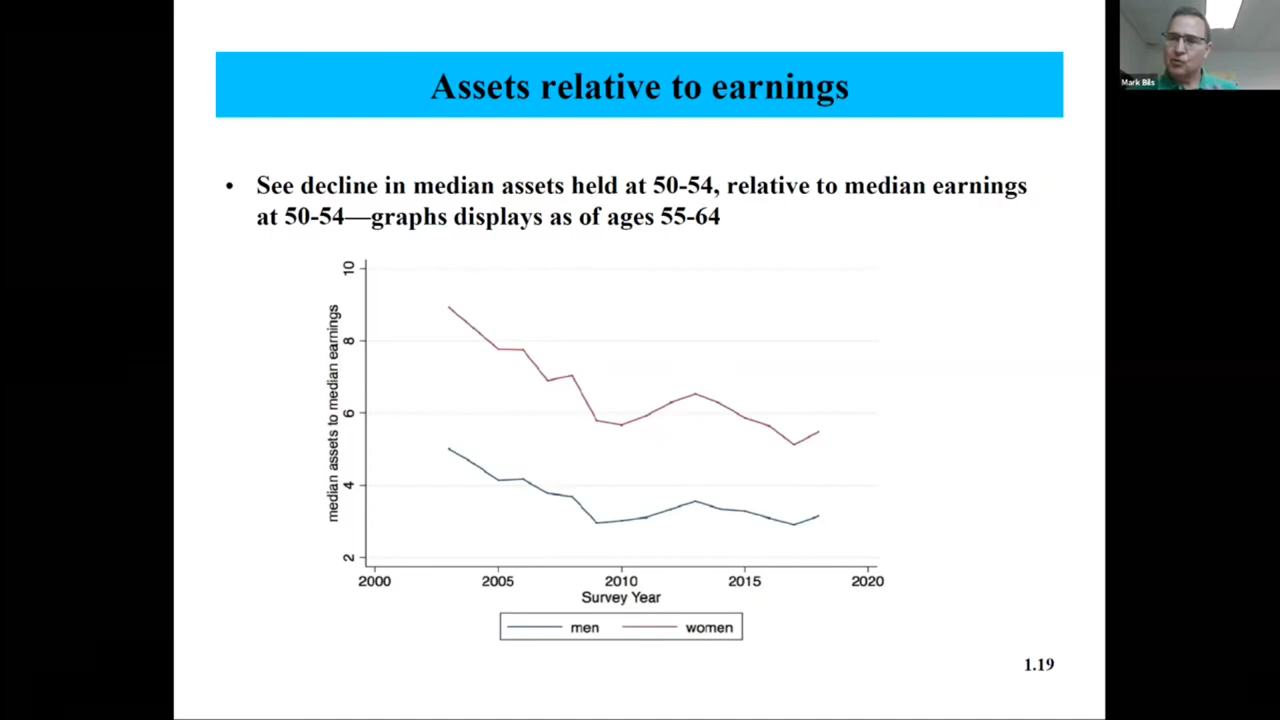 Assets relative to earnings
Mark Bils
• See decline in median assets held at 50-54, relative to median earnings
at 50-54—graphs displays as of ages 55-64
median assets to median earnings
10
8
6
4
2
2000 2005 2010 2015 2020
Survey Year
men women
1.19